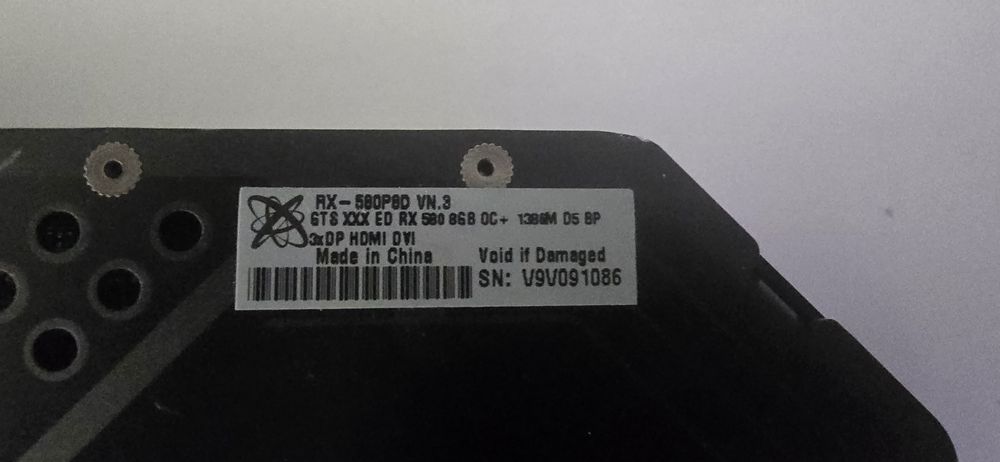 RX-580P8D VN.3
GTS XXX ED RX 580 8GB OC+ 1386M D5 BP
3xDP HDMI DVI
Made in China
Void if Damaged
SN: V9V091086